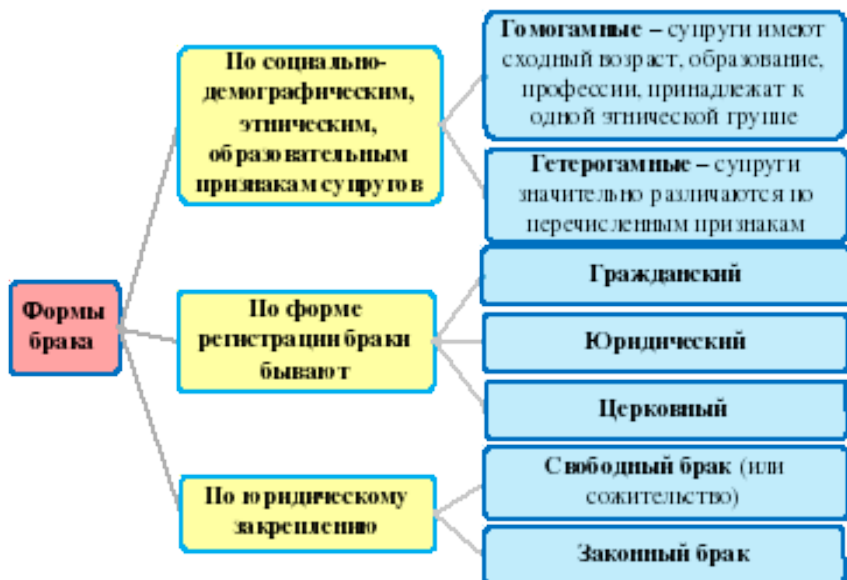 Формы
брака
По социально-
демографическим,
этническим,
образовательным
признакам супругов
Гомогамные – супруги имеют
сходный возраст, образование,
профессии, принадлежат к
одной этнической группе
Гетерогамные – супруги
значительно различаются по
перечисленным признакам
По форме
регистрации браки
бывают
Гражданский
Юридический
Церковный
По юридическому
закреплению
Свободный брак (или
сожительство)
Законный брак